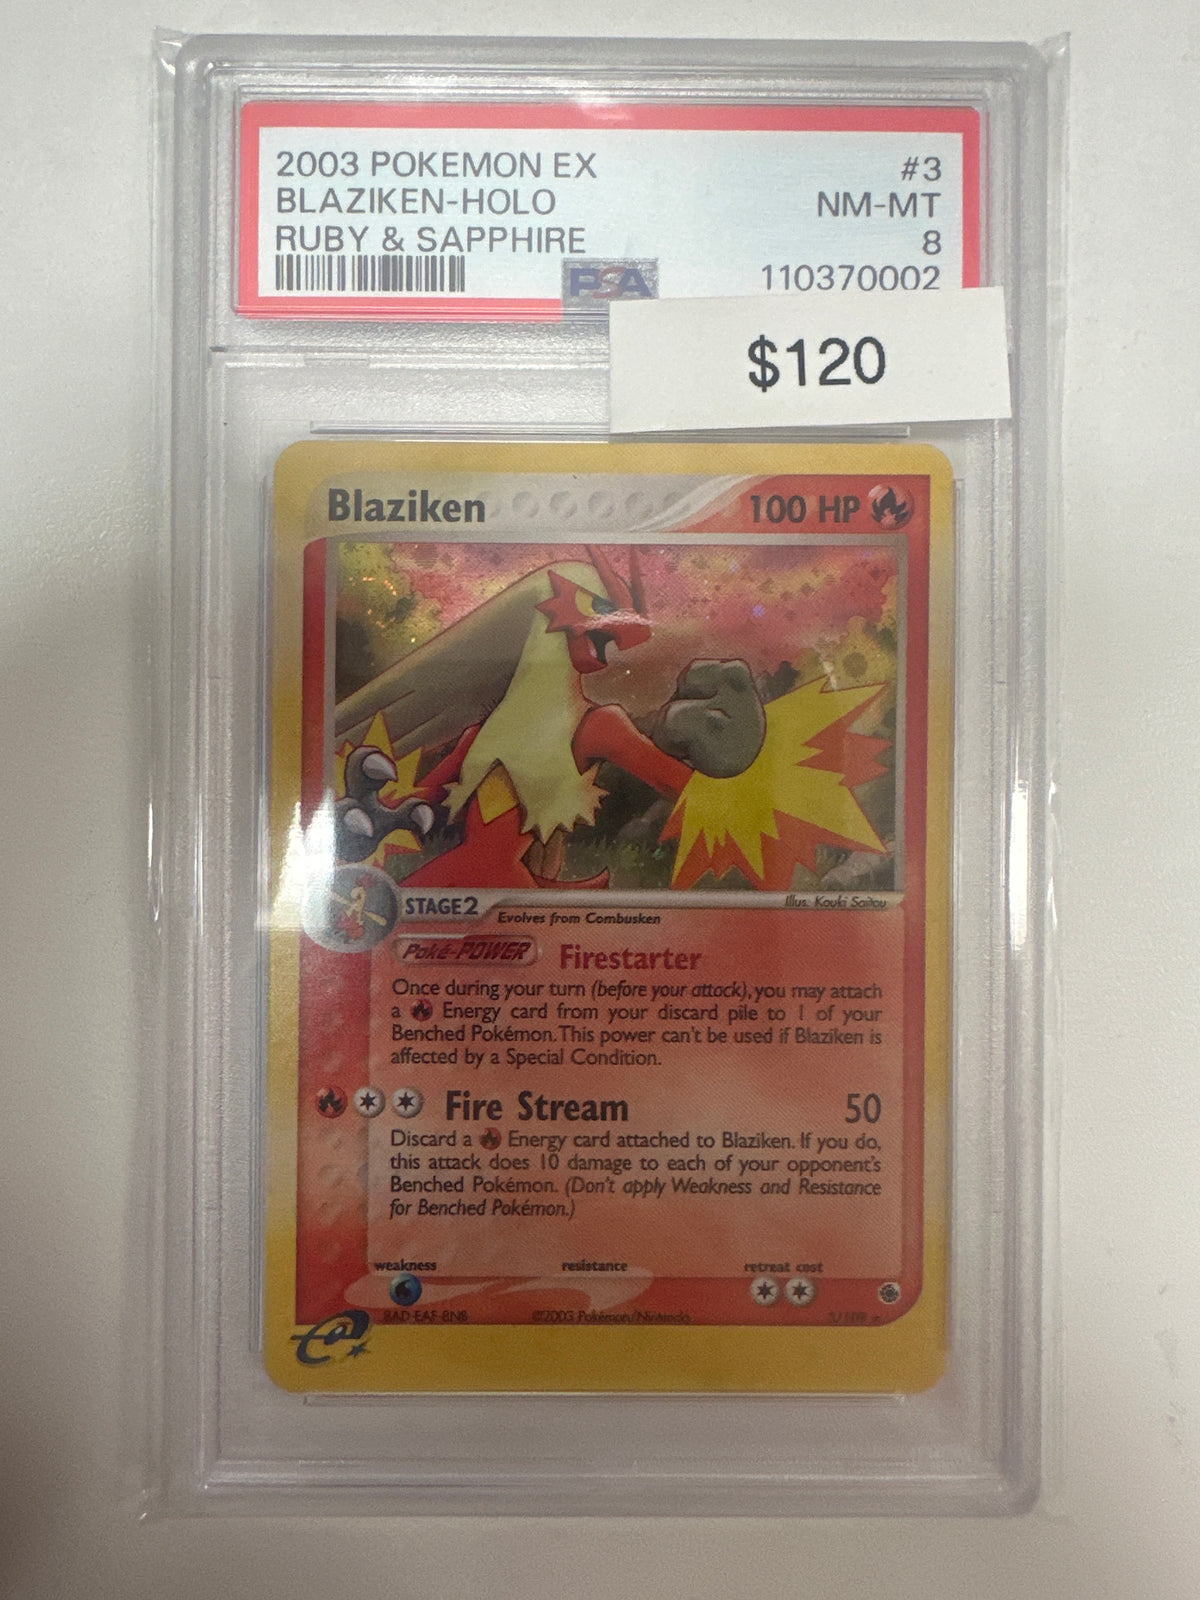 2003 POKEMON EX #3
BLAZIKEN-HOLO NM-MT
RUBY & SAPPHIRE 8
PSA 110370002
$120
Blaziken 100 HP
Illus. Kouki Saitou
STAGE2 Evolves from Combusken
Poké-POWER Firestarter
Once during your turn (before your attack), you may attach
a Energy card from your discard pile to 1 of your
Benched Pokémon. This power can't be used if Blaziken is
affected by a Special Condition.
Fire Stream 50
Discard a Energy card attached to Blaziken. If you do,
this attack does 10 damage to each of your opponent's
Benched Pokémon. (Don't apply Weakness and Resistance
for Benched Pokémon.)
weakness resistance retreat cost
©2003 Pokémon/Nintendo 3/109 ★
e